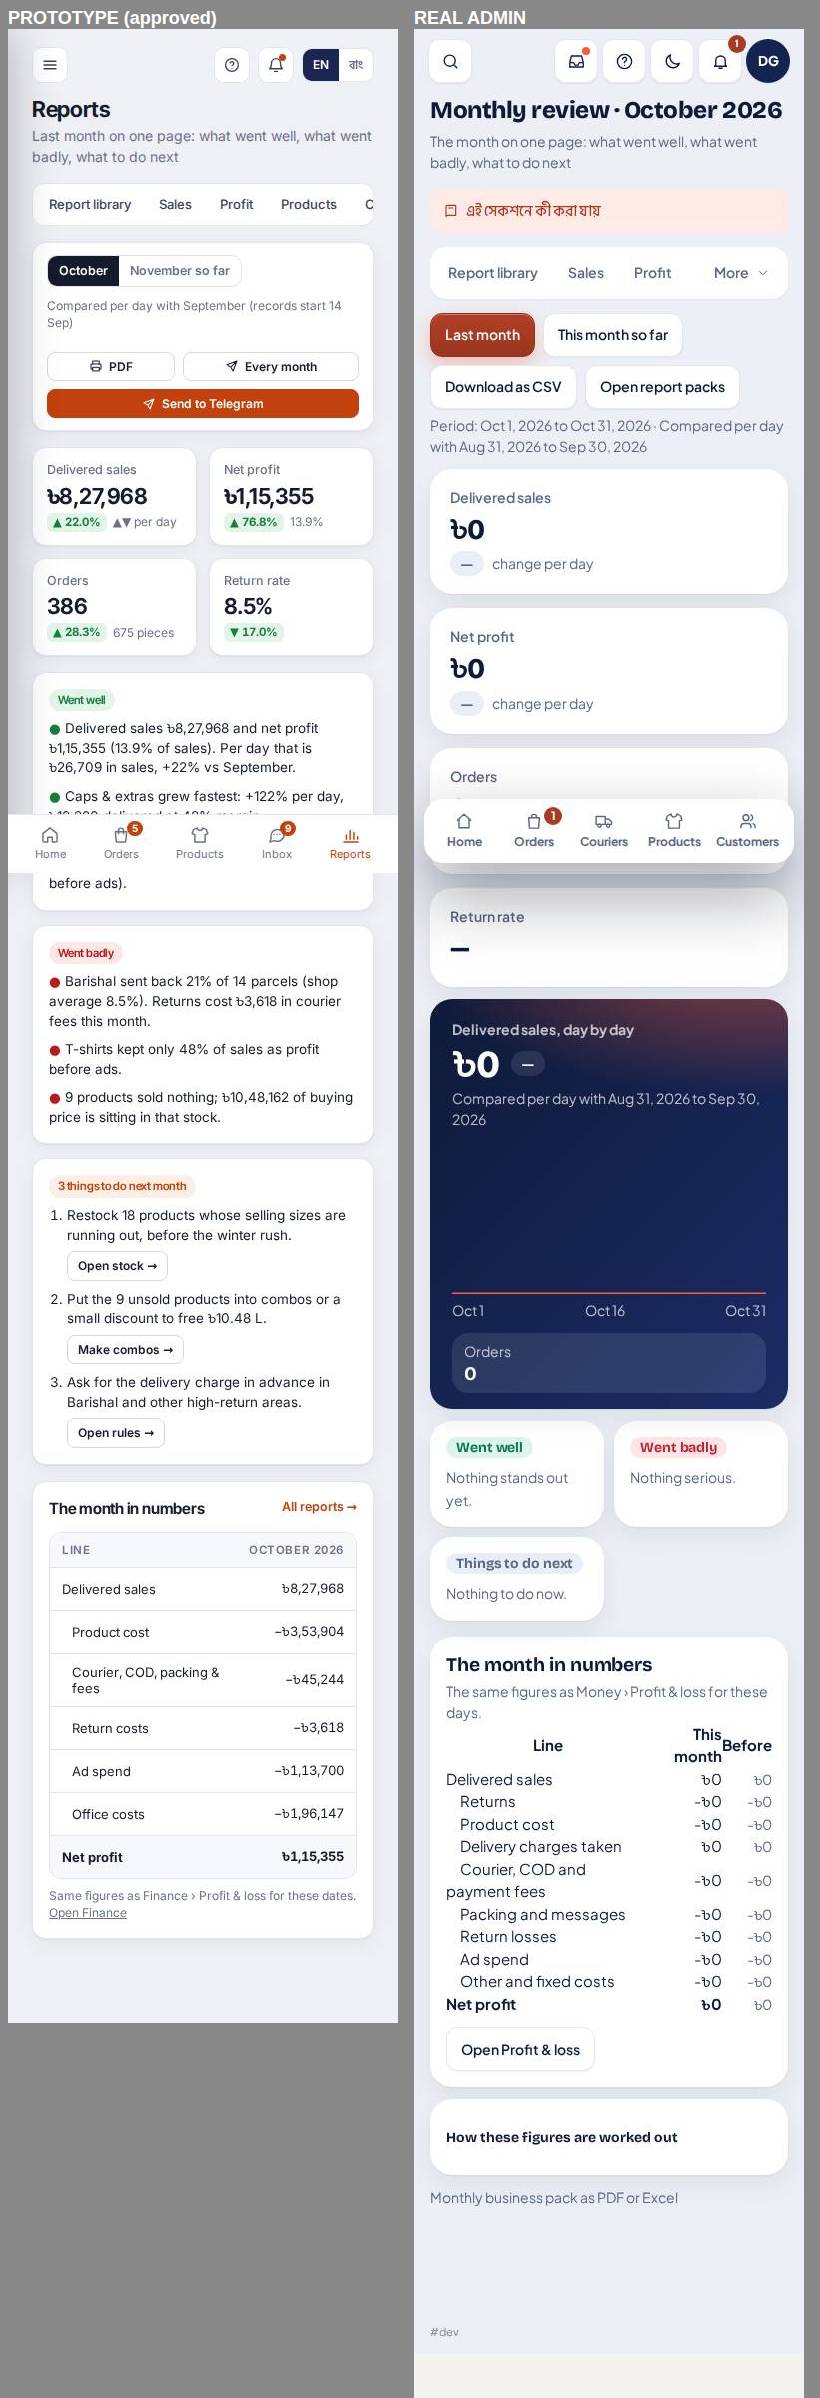 PROTOTYPE (approved)
EN
বাং
Reports
Last month on one page: what went well, what went
badly, what to do next
Report library
Sales
Profit
Products
October
November so far
Compared per day with September (records start 14
Sep)
PDF
Every month
Send to Telegram
Delivered sales
৳8,27,968
▲ 22.0%
▲▼ per day
Net profit
৳1,15,355
▲ 76.8%
13.9%
Orders
386
▲ 28.3%
675 pieces
Return rate
8.5%
▼ 17.0%
Went well
Delivered sales ৳8,27,968 and net profit
৳1,15,355 (13.9% of sales). Per day that is
৳26,709 in sales, +22% vs September.
Caps & extras grew fastest: +122% per day,
Home
5
Orders
Products
9
Inbox
Reports
before ads).
Went badly
Barishal sent back 21% of 14 parcels (shop
average 8.5%). Returns cost ৳3,618 in courier
fees this month.
T-shirts kept only 48% of sales as profit
before ads.
9 products sold nothing; ৳10,48,162 of buying
price is sitting in that stock.
3 things to do next month
1. Restock 18 products whose selling sizes are
running out, before the winter rush.
Open stock →
2. Put the 9 unsold products into combos or a
small discount to free ৳10.48 L.
Make combos →
3. Ask for the delivery charge in advance in
Barishal and other high-return areas.
Open rules →
The month in numbers
All reports →
LINE
OCTOBER 2026
Delivered sales
৳8,27,968
Product cost
−৳3,53,904
Courier, COD, packing &
fees
−৳45,244
Return costs
−৳3,618
Ad spend
−৳1,13,700
Office costs
−৳1,96,147
Net profit
৳1,15,355
Same figures as Finance › Profit & loss for these dates.
Open Finance
REAL ADMIN
1
DG
Monthly review · October 2026
The month on one page: what went well, what went
badly, what to do next
এই সেকশনে কী করা যায়
Report library
Sales
Profit
More
Last month
This month so far
Download as CSV
Open report packs
Period: Oct 1, 2026 to Oct 31, 2026 · Compared per day
with Aug 31, 2026 to Sep 30, 2026
Delivered sales
৳0
—
change per day
Net profit
৳0
—
change per day
Orders
Home
1
Orders
Couriers
Products
Customers
Return rate
—
Delivered sales, day by day
৳0
—
Compared per day with Aug 31, 2026 to Sep 30,
2026
Oct 1
Oct 16
Oct 31
Orders
0
Went well
Nothing stands out
yet.
Went badly
Nothing serious.
Things to do next
Nothing to do now.
The month in numbers
The same figures as Money › Profit & loss for these
days.
Line
This
month
Before
Delivered sales
৳0
৳0
Returns
-৳0
-৳0
Product cost
-৳0
-৳0
Delivery charges taken
৳0
৳0
Courier, COD and
payment fees
-৳0
-৳0
Packing and messages
-৳0
-৳0
Return losses
-৳0
-৳0
Ad spend
-৳0
-৳0
Other and fixed costs
-৳0
-৳0
Net profit
৳0
৳0
Open Profit & loss
How these figures are worked out
Monthly business pack as PDF or Excel
#dev